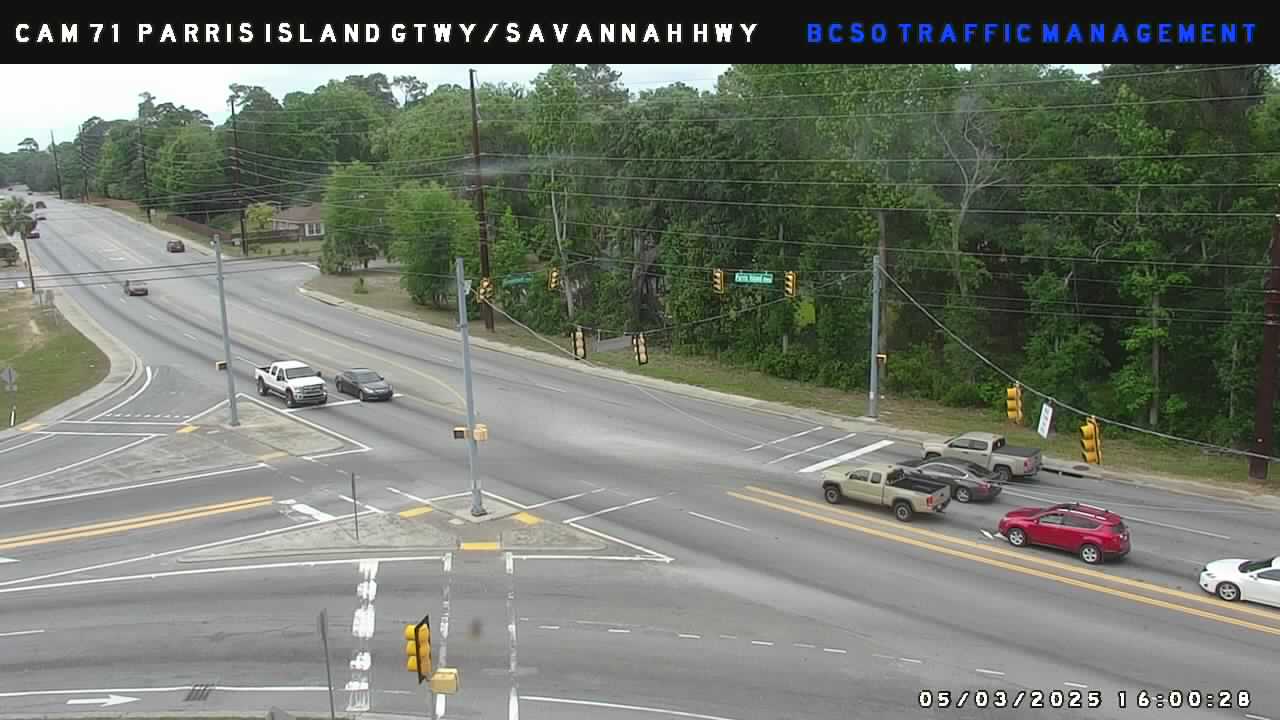 CAM 71 PARRIS ISLAND GTWY/SAVANNAH HWY BCSO TRAFFIC MANAGEMENT
05/03/2025 16:00:28